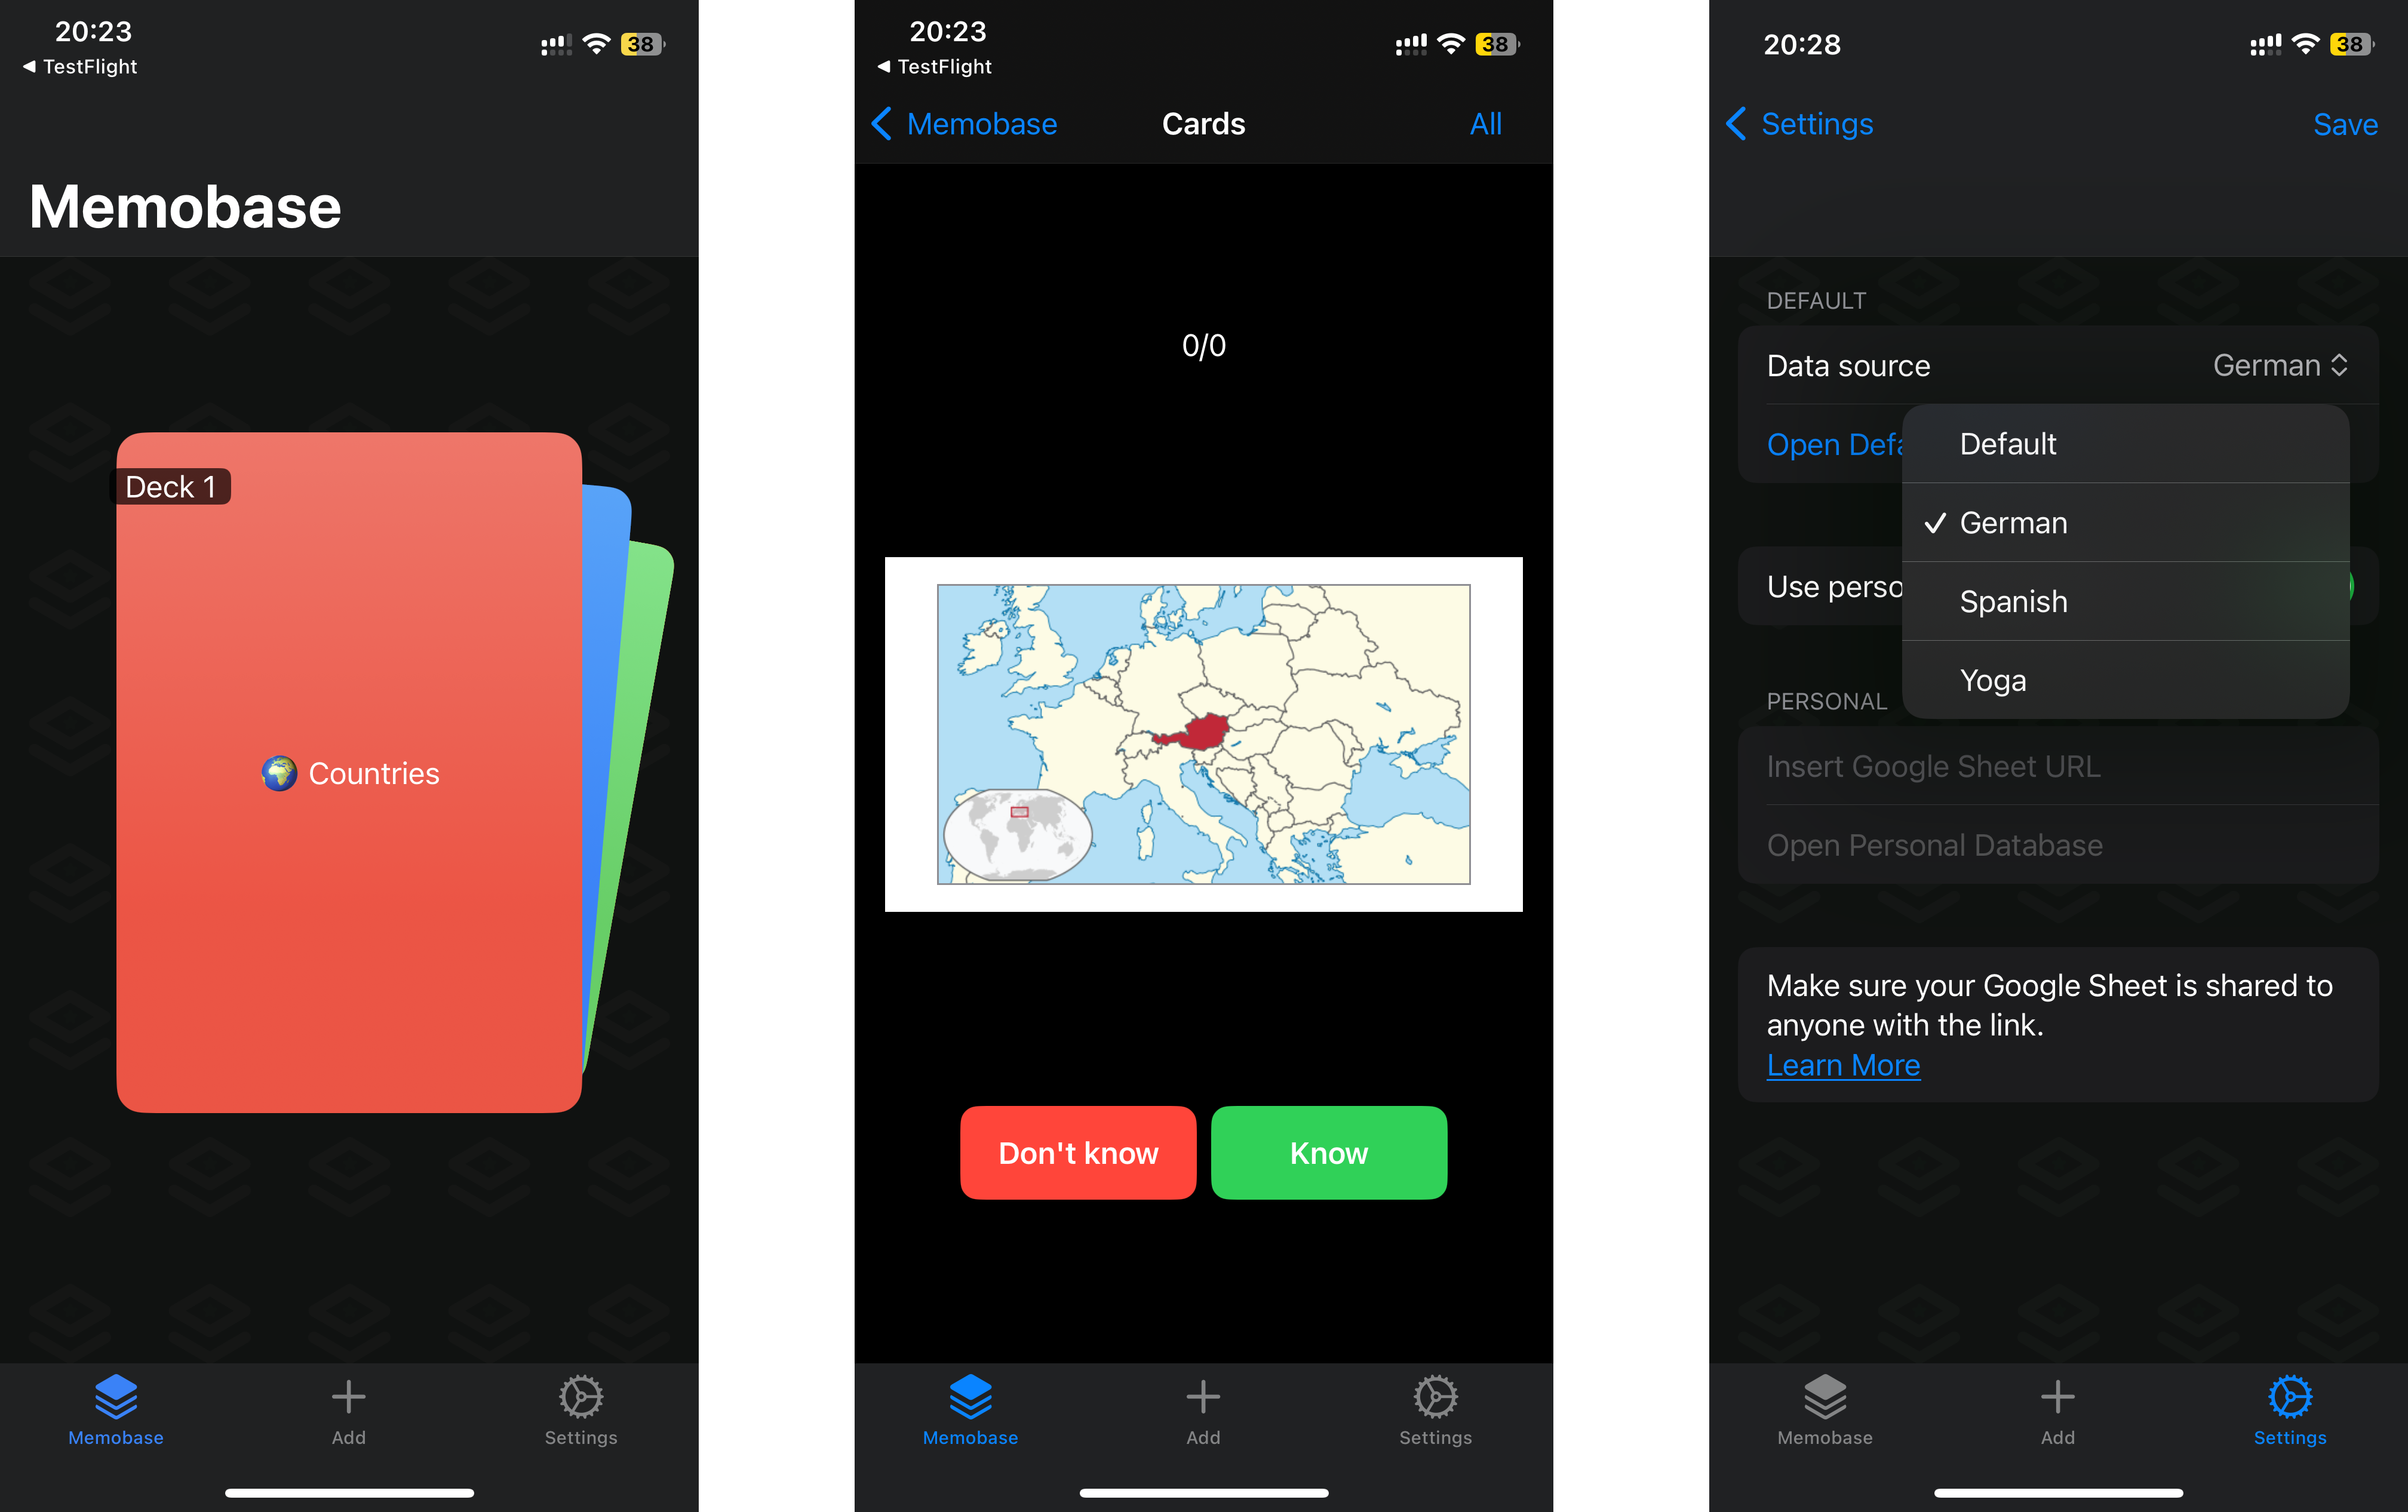 20:23
◀ TestFlight
38
Memobase
Deck 1
🌍 Countries
Memobase
Add
Settings
20:23
◀ TestFlight
38
Memobase
Cards
All
0/0
Don't know
Know
Memobase
Add
Settings
20:28
38
Settings
Save
DEFAULT
Data source
German
Open Defa
Default
✓ German
Spanish
Yoga
Use perso
PERSONAL
Insert Google Sheet URL
Open Personal Database
Make sure your Google Sheet is shared to
anyone with the link.
Learn More
Memobase
Add
Settings